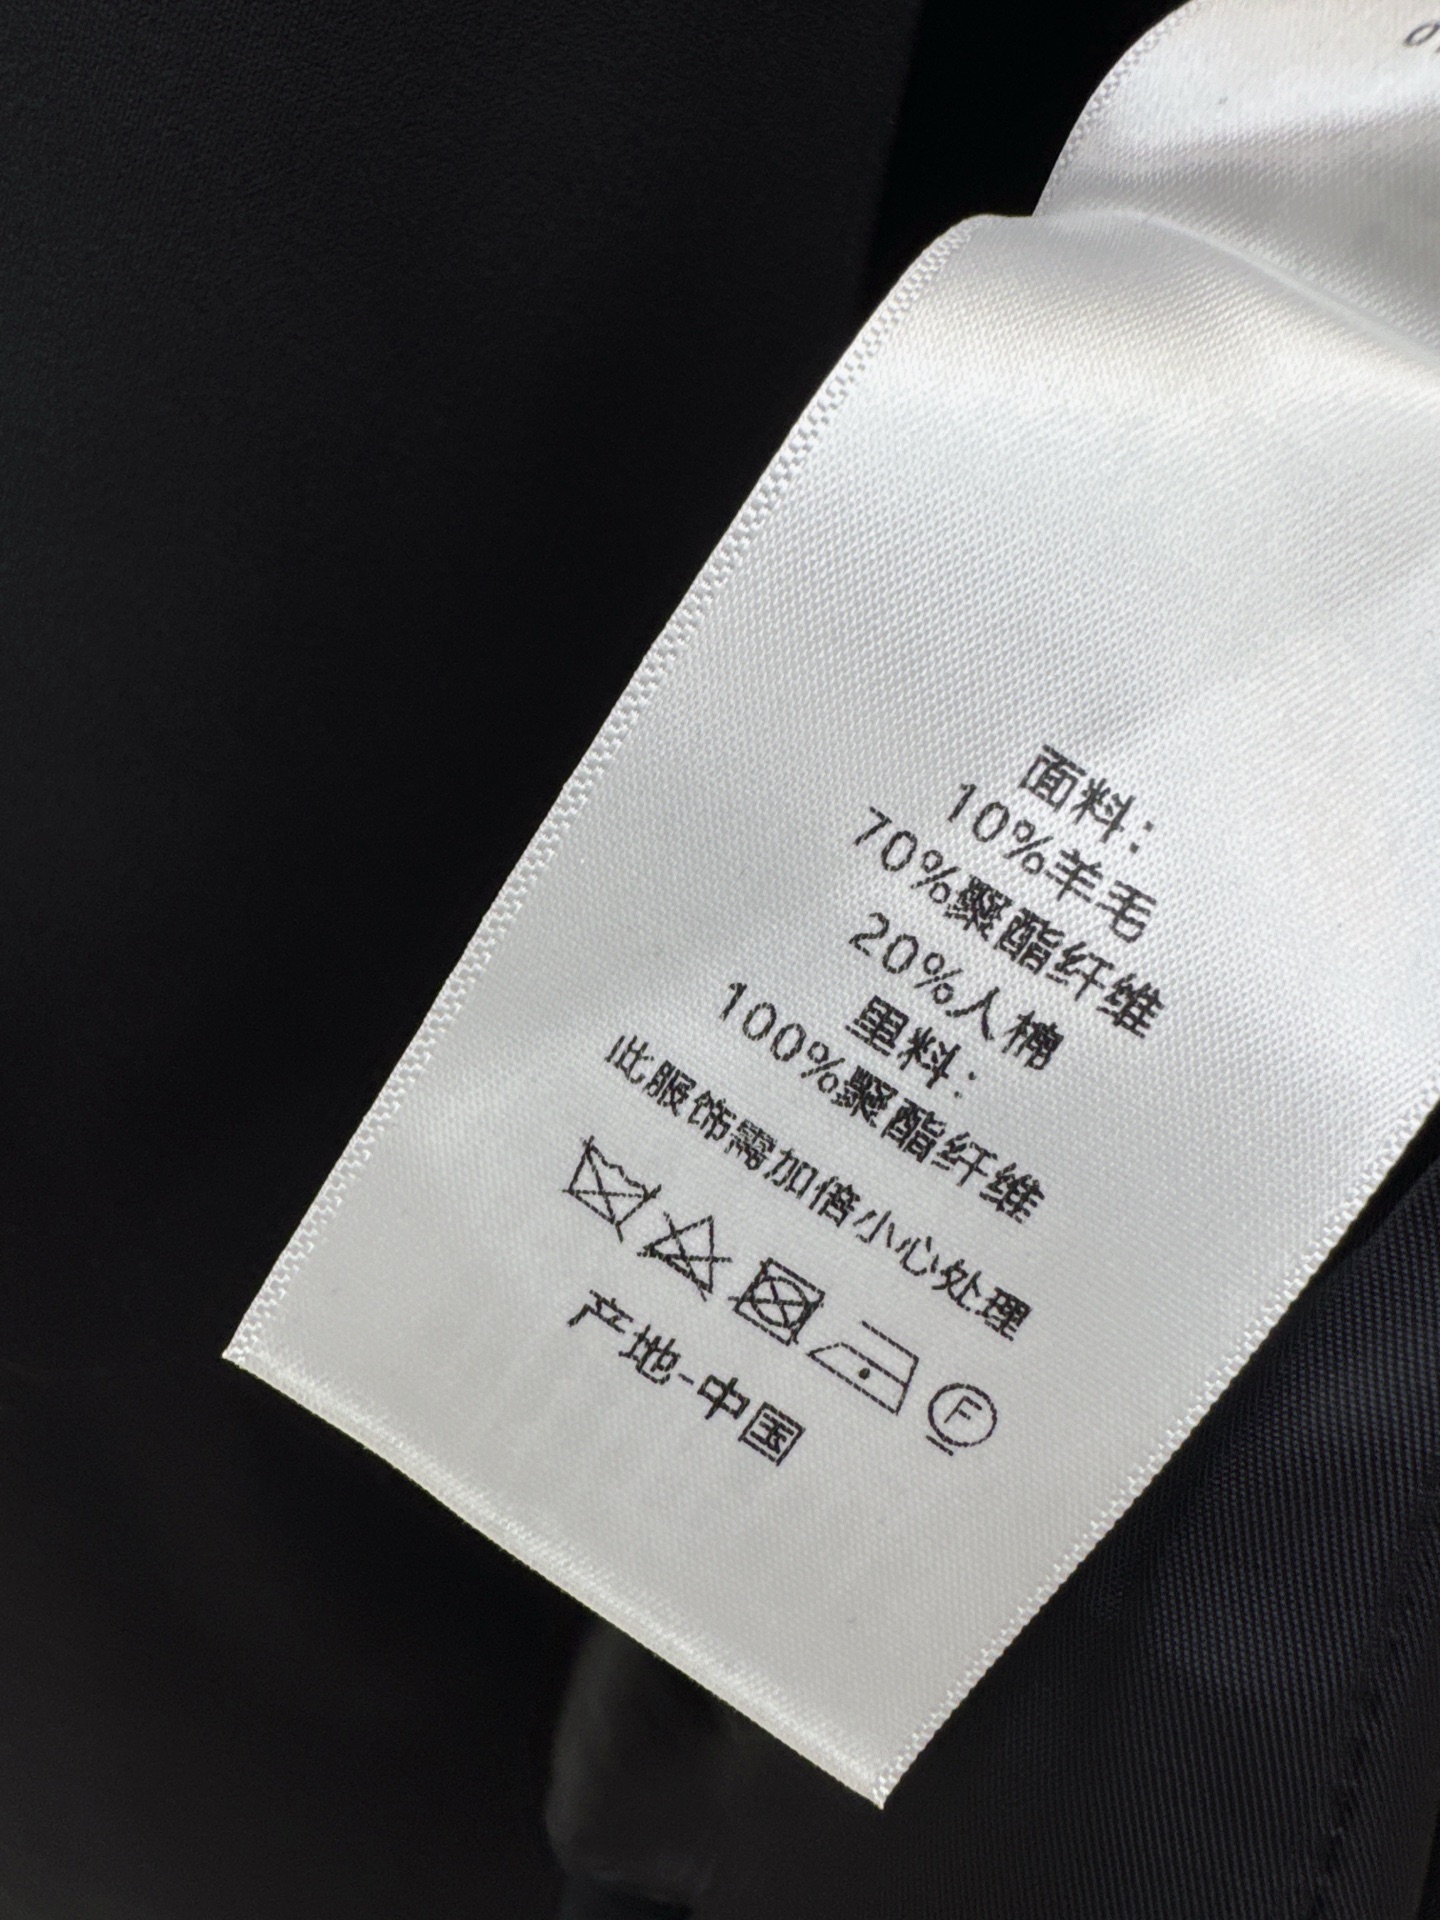 面料：
10%羊毛
70%聚酯纤维
20%人棉
里料：
100%聚酯纤维
此服饰需加倍小心处理
F
产地-中国